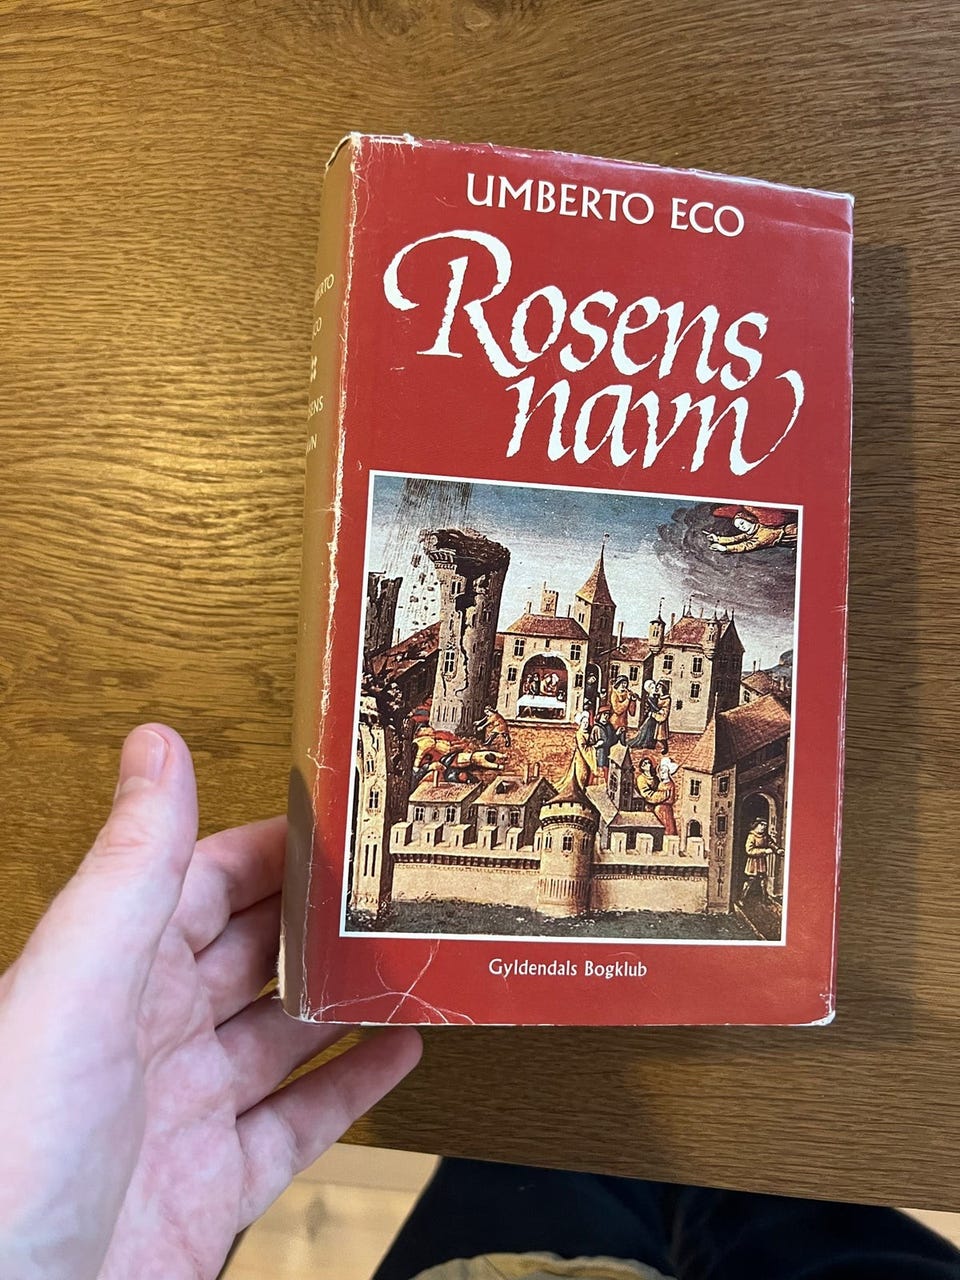 UMBERTO ECO
Rosens
navn
Gyldendals Bogklub